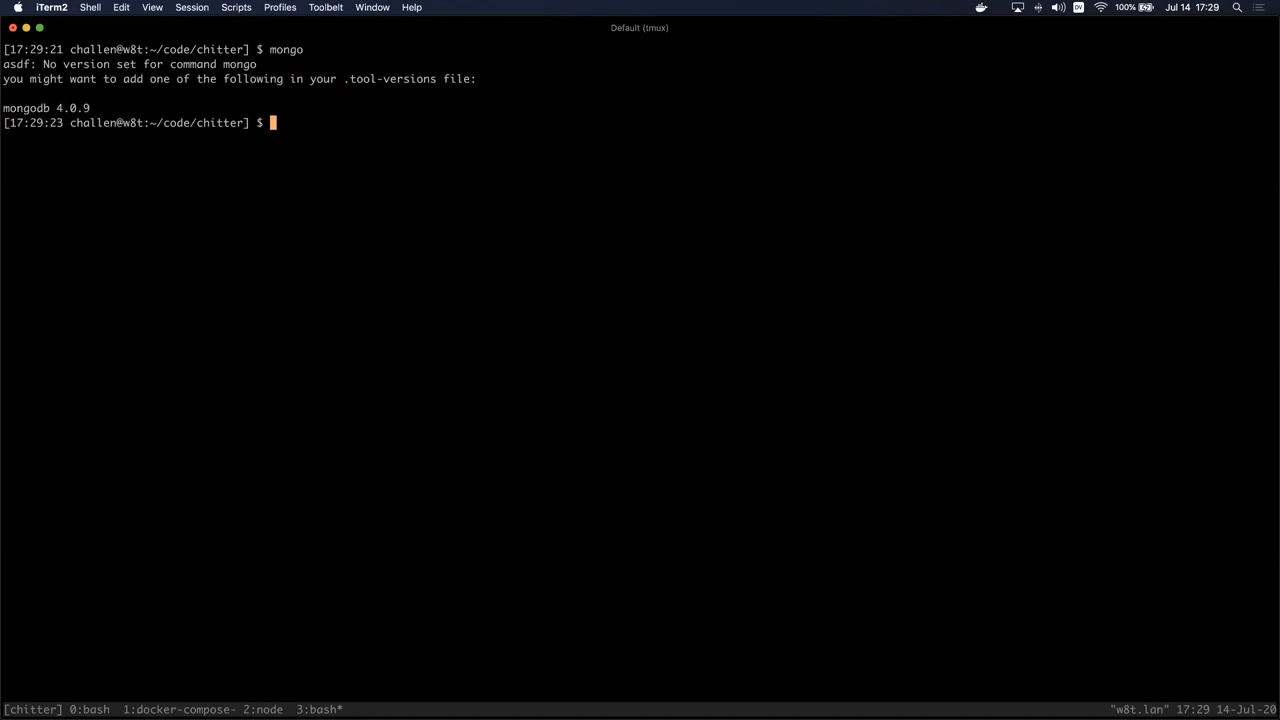 iTerm2 Shell Edit View Session Scripts Profiles Toolbelt Window Help DV 100% Jul 14 17:29
Default (tmux)
[17:29:21 challen@w8t:~/code/chitter] $ mongo
asdf: No version set for command mongo
you might want to add one of the following in your .tool-versions file:
mongodb 4.0.9
[17:29:23 challen@w8t:~/code/chitter] $
[chitter] 0:bash 1:docker-compose- 2:node 3:bash* "w8t.lan" 17:29 14-Jul-20